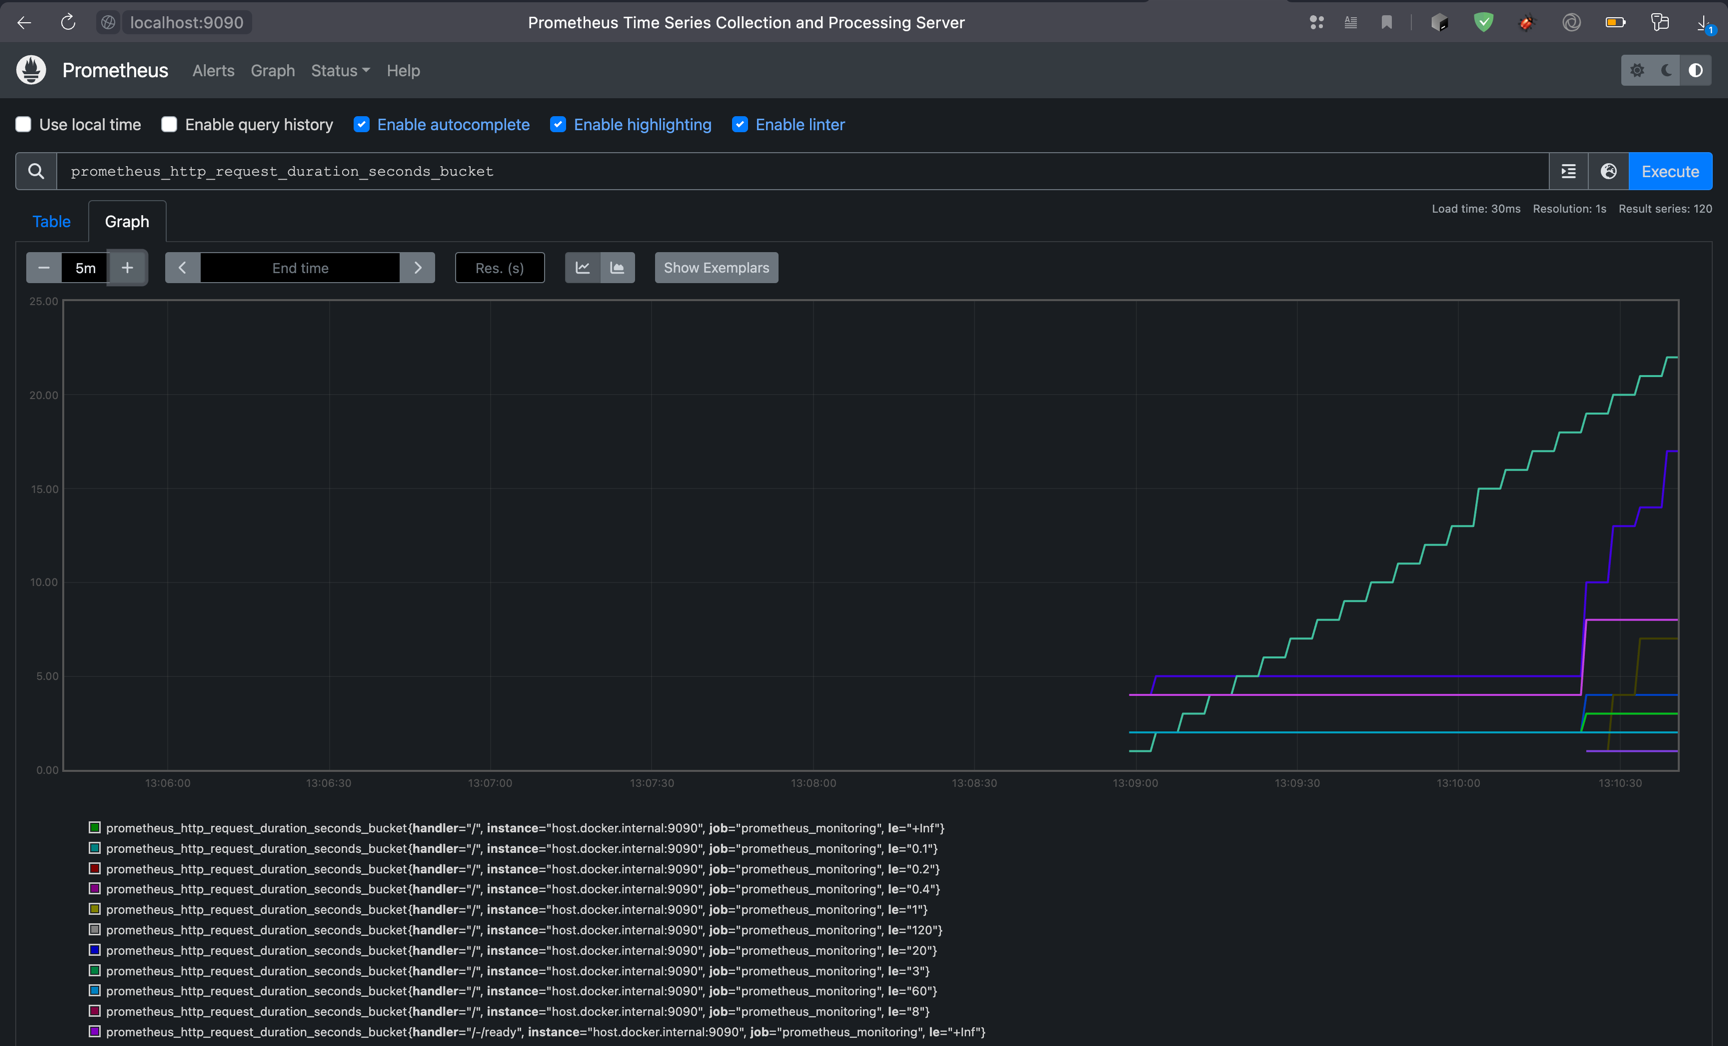 localhost:9090
Prometheus Time Series Collection and Processing Server
1
Prometheus Alerts Graph Status Help
Use local time Enable query history Enable autocomplete Enable highlighting Enable linter
prometheus_http_request_duration_seconds_bucket
Execute
Table Graph
Load time: 30ms Resolution: 1s Result series: 120
5m
End time
Res. (s)
Show Exemplars
25.00
20.00
15.00
10.00
5.00
0.00
13:06:00 13:06:30 13:07:00 13:07:30 13:08:00 13:08:30 13:09:00 13:09:30 13:10:00 13:10:30
prometheus_http_request_duration_seconds_bucket{handler="/", instance="host.docker.internal:9090", job="prometheus_monitoring", le="+Inf"}
prometheus_http_request_duration_seconds_bucket{handler="/", instance="host.docker.internal:9090", job="prometheus_monitoring", le="0.1"}
prometheus_http_request_duration_seconds_bucket{handler="/", instance="host.docker.internal:9090", job="prometheus_monitoring", le="0.2"}
prometheus_http_request_duration_seconds_bucket{handler="/", instance="host.docker.internal:9090", job="prometheus_monitoring", le="0.4"}
prometheus_http_request_duration_seconds_bucket{handler="/", instance="host.docker.internal:9090", job="prometheus_monitoring", le="1"}
prometheus_http_request_duration_seconds_bucket{handler="/", instance="host.docker.internal:9090", job="prometheus_monitoring", le="120"}
prometheus_http_request_duration_seconds_bucket{handler="/", instance="host.docker.internal:9090", job="prometheus_monitoring", le="20"}
prometheus_http_request_duration_seconds_bucket{handler="/", instance="host.docker.internal:9090", job="prometheus_monitoring", le="3"}
prometheus_http_request_duration_seconds_bucket{handler="/", instance="host.docker.internal:9090", job="prometheus_monitoring", le="60"}
prometheus_http_request_duration_seconds_bucket{handler="/", instance="host.docker.internal:9090", job="prometheus_monitoring", le="8"}
prometheus_http_request_duration_seconds_bucket{handler="/-/ready", instance="host.docker.internal:9090", job="prometheus_monitoring", le="+Inf"}